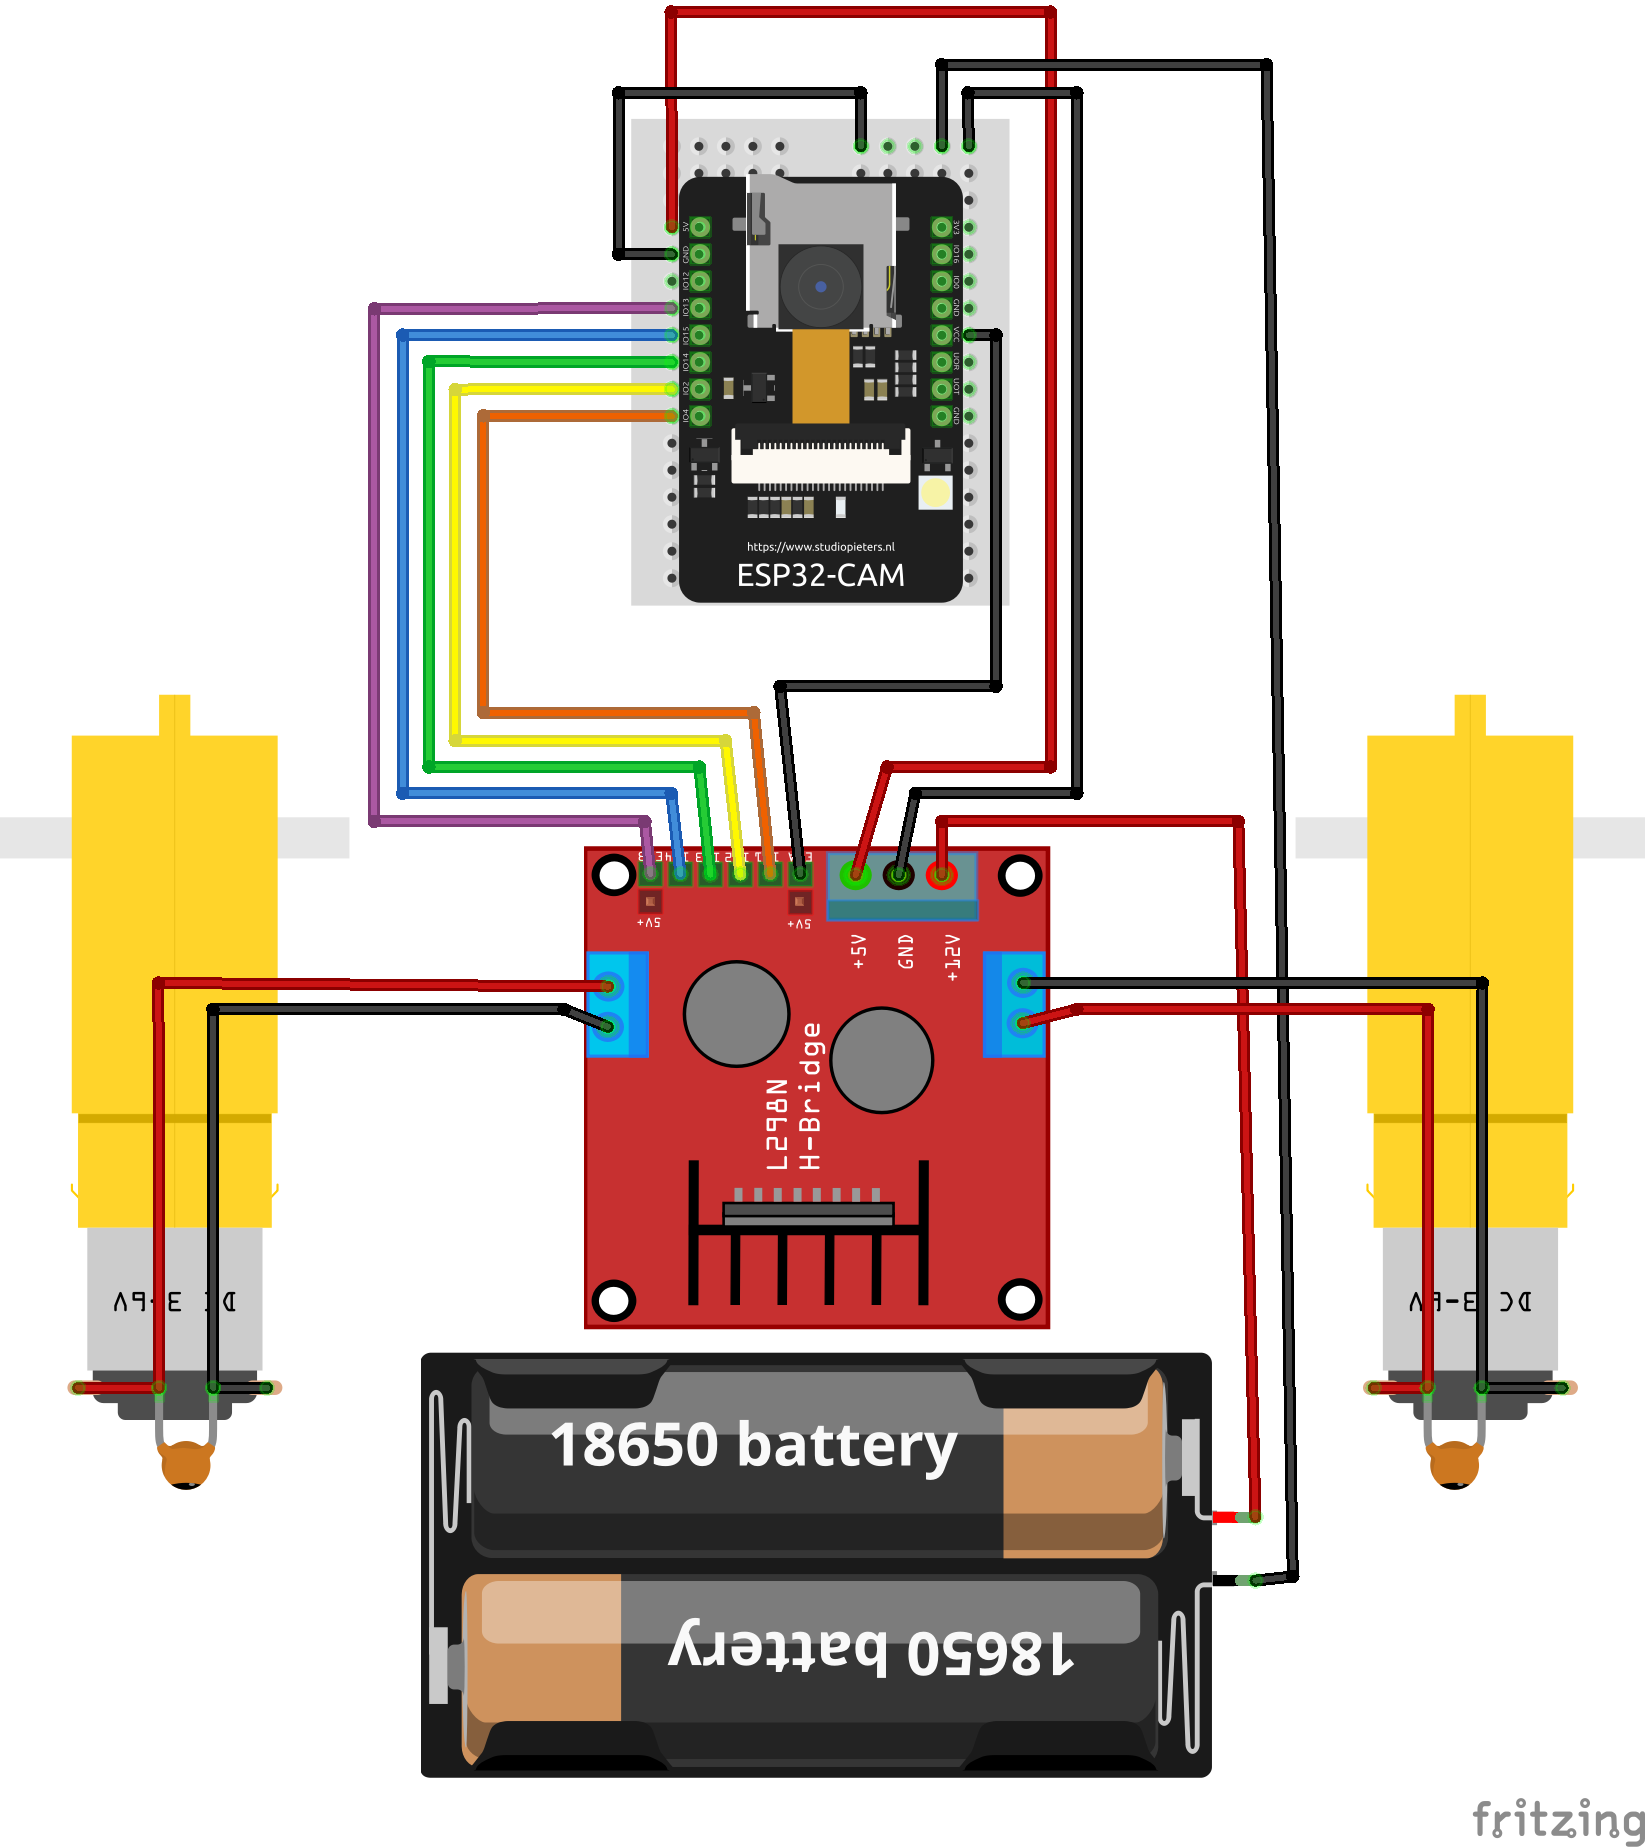 5V
GND
IO12
IO13
IO15
IO14
IO2
IO4
3V3
IO16
IO0
GND
VCC
UOR
UOT
GND
https://www.studiopieters.nl
ESP32-CAM
5V+
5V+
+5V
GND
+12V
L298N
H-Bridge
DC 3-6V
DC 3-6V
18650 battery
18650 battery
fritzing